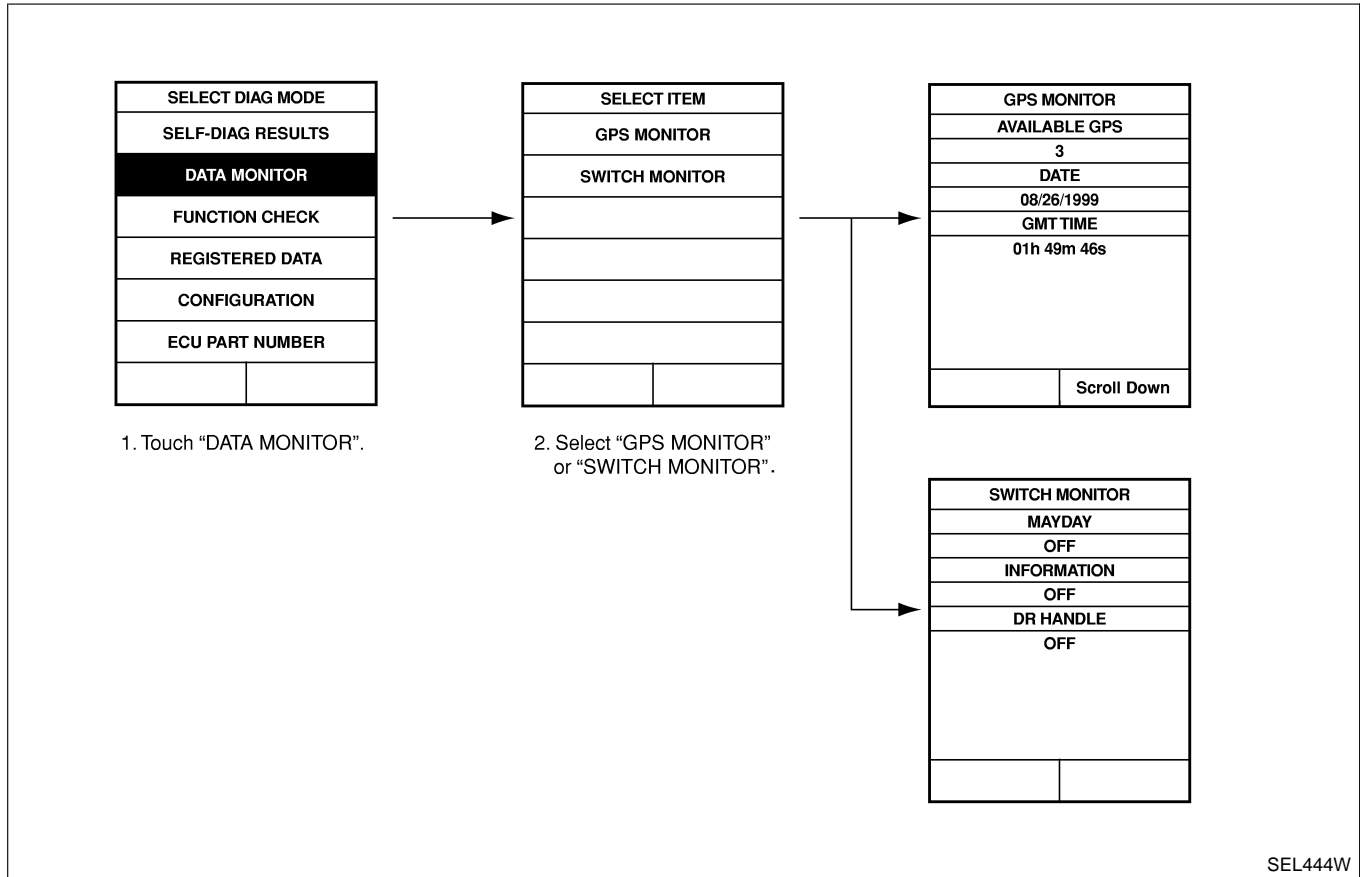 SELECT DIAG MODE
SELF-DIAG RESULTS
DATA MONITOR
FUNCTION CHECK
REGISTERED DATA
CONFIGURATION
ECU PART NUMBER
1. Touch “DATA MONITOR”.
SELECT ITEM
GPS MONITOR
SWITCH MONITOR
2. Select “GPS MONITOR”
or “SWITCH MONITOR”.
GPS MONITOR
AVAILABLE GPS
3
DATE
08/26/1999
GMT TIME
01h 49m 46s
Scroll Down
SWITCH MONITOR
MAYDAY
OFF
INFORMATION
OFF
DR HANDLE
OFF
SEL444W